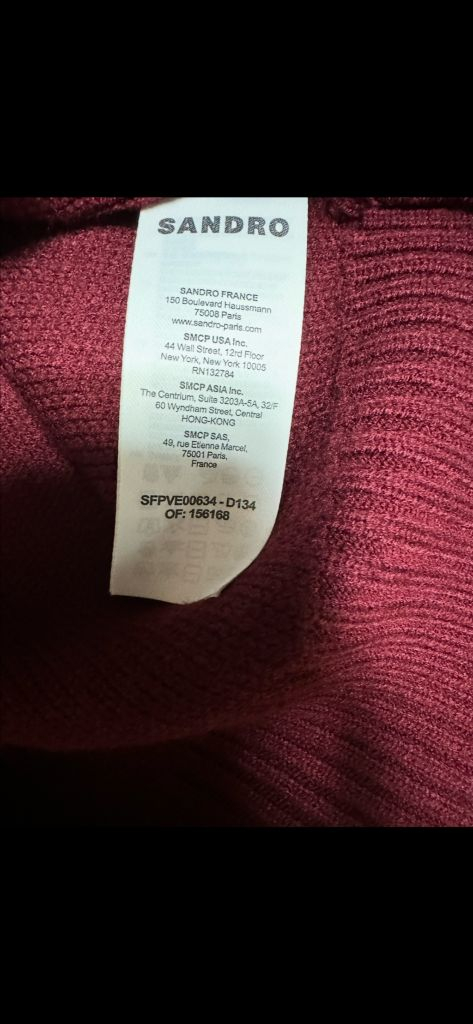 SANDRO
SANDRO FRANCE
150 Boulevard Haussmann
75008 Paris
www.sandro-paris.com
SMCP USA Inc.
44 Wall Street, 12rd Floor
New York, New York 10005
RN132784
SMCP ASIA Inc.
The Centrium, Suite 3203A-5A, 32/F
60 Wyndham Street, Central
HONG-KONG
SMCP SAS,
49, rue Etienne Marcel,
75001 Paris,
France
SFPVE00634 - D134
OF: 156168